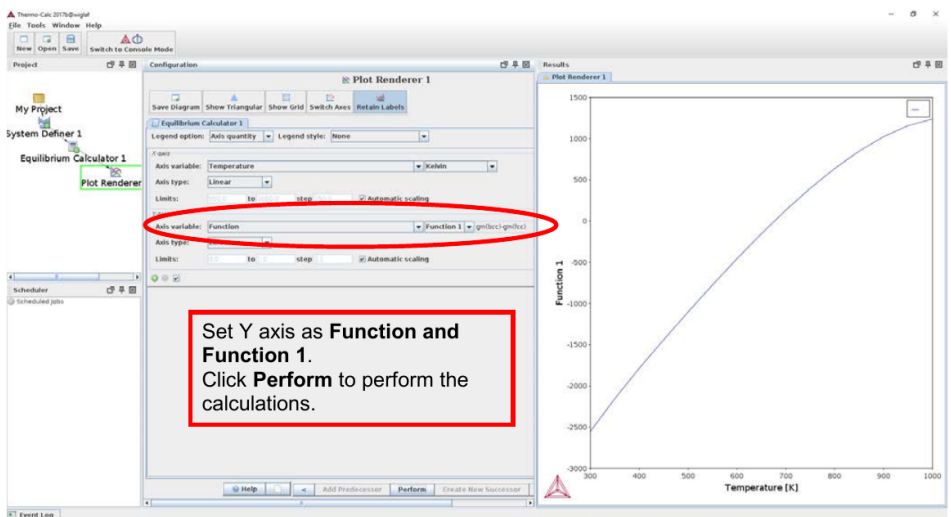 Thermo-Calc 2017b@wiglaf
File Tools Window Help
New Open Save Switch to Console Mode
Project
My Project
System Definer 1
Equilibrium Calculator 1
Plot Renderer
Scheduler
Scheduled Jobs
Configuration
Plot Renderer 1
Save Diagram Show Triangular Show Grid Switch Axes Retain Labels
Equilibrium Calculator 1
Legend option: Axis quantity Legend style: None
X-axis
Axis variable: Temperature Kelvin
Axis type: Linear
Limits: to step Automatic scaling
Axis variable: Function Function 1 gm(bcc)-gm(fcc)
Axis type:
Limits: 0.0 to step Automatic scaling
Set Y axis as Function and
Function 1.
Click Perform to perform the
calculations.
Help < Add Predecessor Perform Create New Successor
Results
Plot Renderer 1
1500
1000
500
0
-500
-1000
-1500
-2000
-2500
-3000
Function 1
300 400 500 600 700 800 900 1000
Temperature [K]
Event Log